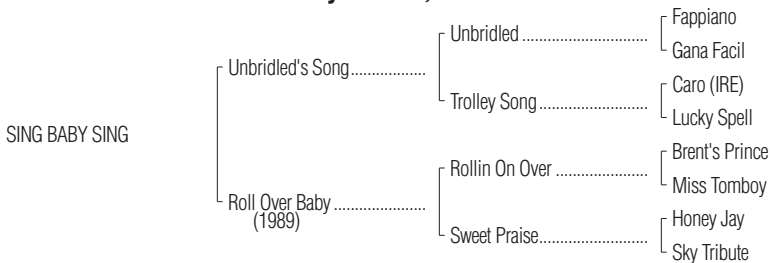 Fappiano
Unbridled ..............................
Gana Facil
Unbridled's Song..................
Caro (IRE)
Trolley Song..........................
Lucky Spell
SING BABY SING
Brent's Prince
Rollin On Over ......................
Miss Tomboy
Roll Over Baby ......................
(1989)
Honey Jay
Sweet Praise..........................
Sky Tribute